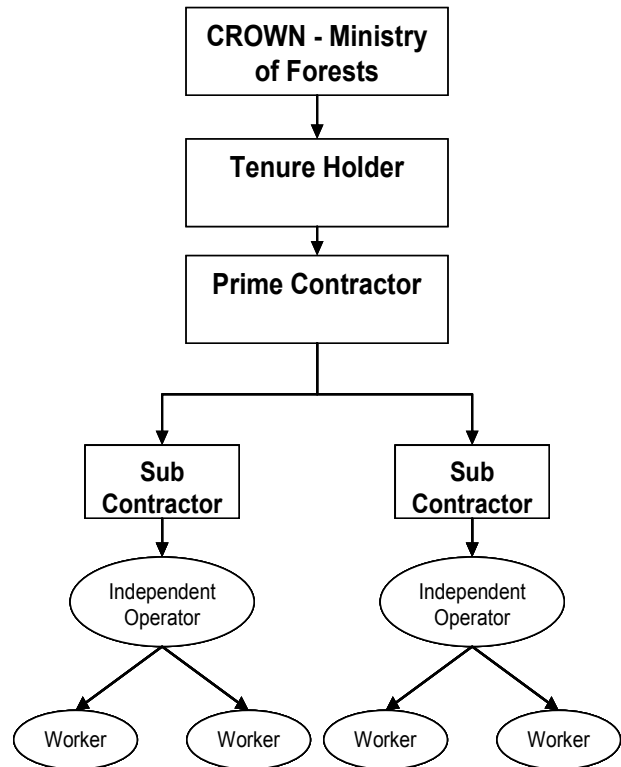 CROWN - Ministry
of Forests
Tenure Holder
Prime Contractor
Sub
Contractor
Sub
Contractor
Independent
Operator
Independent
Operator
Worker
Worker
Worker
Worker